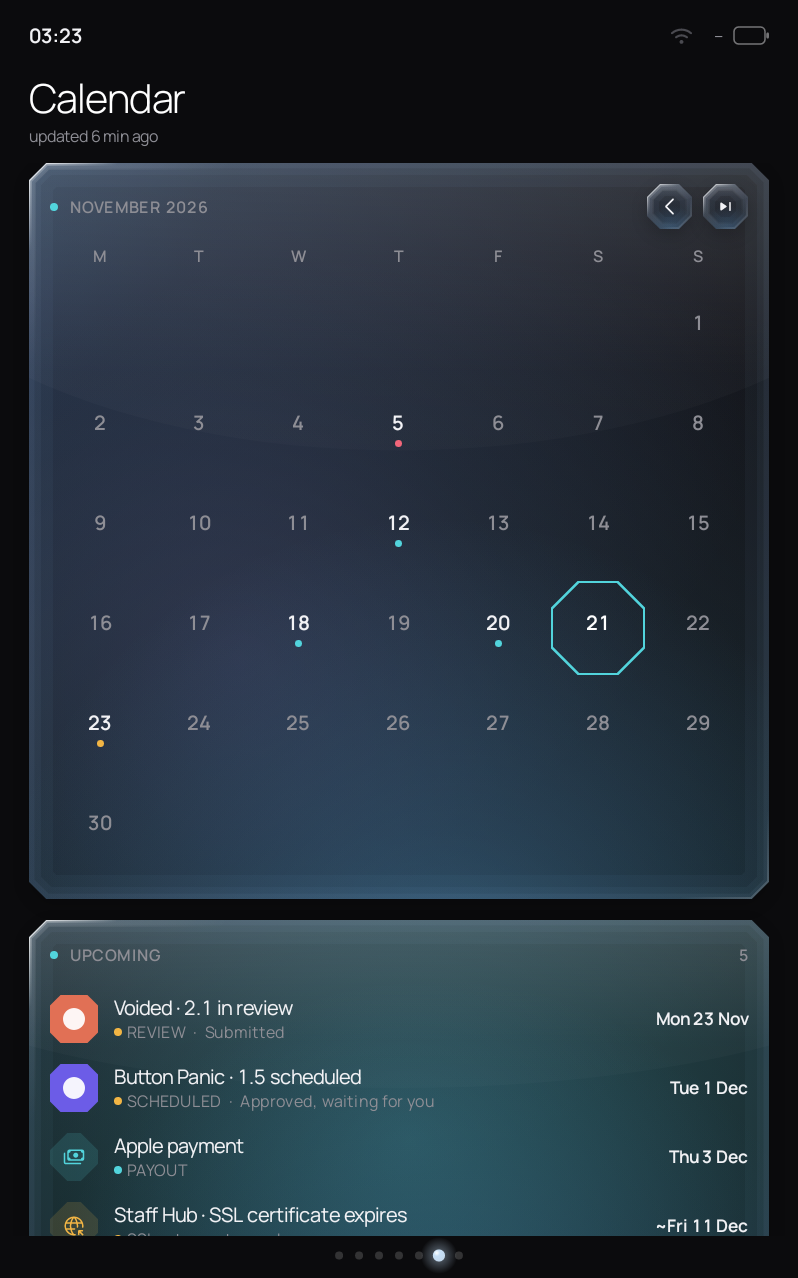 03:23
–
Calendar
updated 6 min ago
NOVEMBER 2026
M T W T F S S
1
2 3 4 5 6 7 8
9 10 11 12 13 14 15
16 17 18 19 20 21 22
23 24 25 26 27 28 29
30
UPCOMING 5
Voided · 2.1 in review
REVIEW · Submitted
Mon 23 Nov
Button Panic · 1.5 scheduled
SCHEDULED · Approved, waiting for you
Tue 1 Dec
Apple payment
PAYOUT
Thu 3 Dec
Staff Hub · SSL certificate expires
~Fri 11 Dec